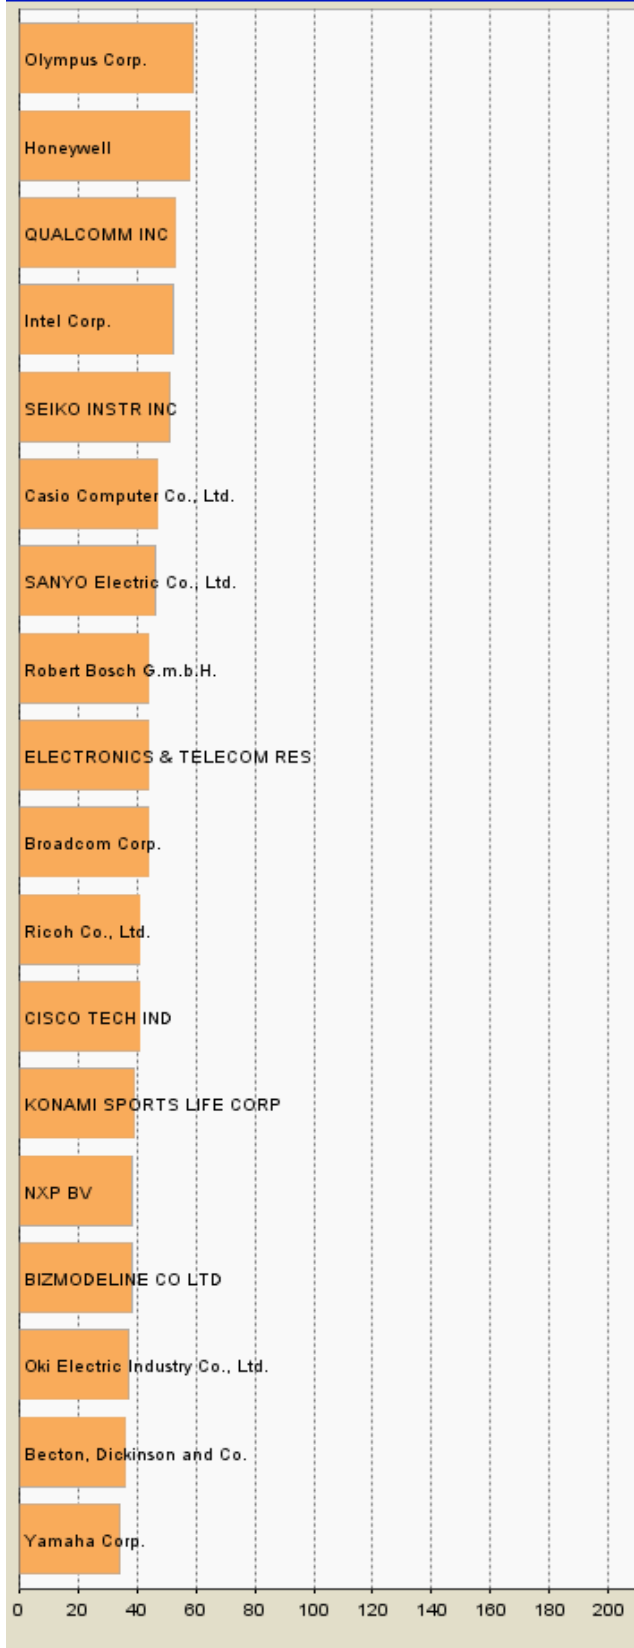 Olympus Corp.
Honeywell
QUALCOMM INC
Intel Corp.
SEIKO INSTR INC
Casio Computer Co., Ltd.
SANYO Electric Co., Ltd.
Robert Bosch G.m.b.H.
ELECTRONICS & TELECOM RES
Broadcom Corp.
Ricoh Co., Ltd.
CISCO TECH IND
KONAMI SPORTS LIFE CORP
NXP BV
BIZMODELINE CO LTD
Oki Electric Industry Co., Ltd.
Becton, Dickinson and Co.
Yamaha Corp.
0 20 40 60 80 100 120 140 160 180 200